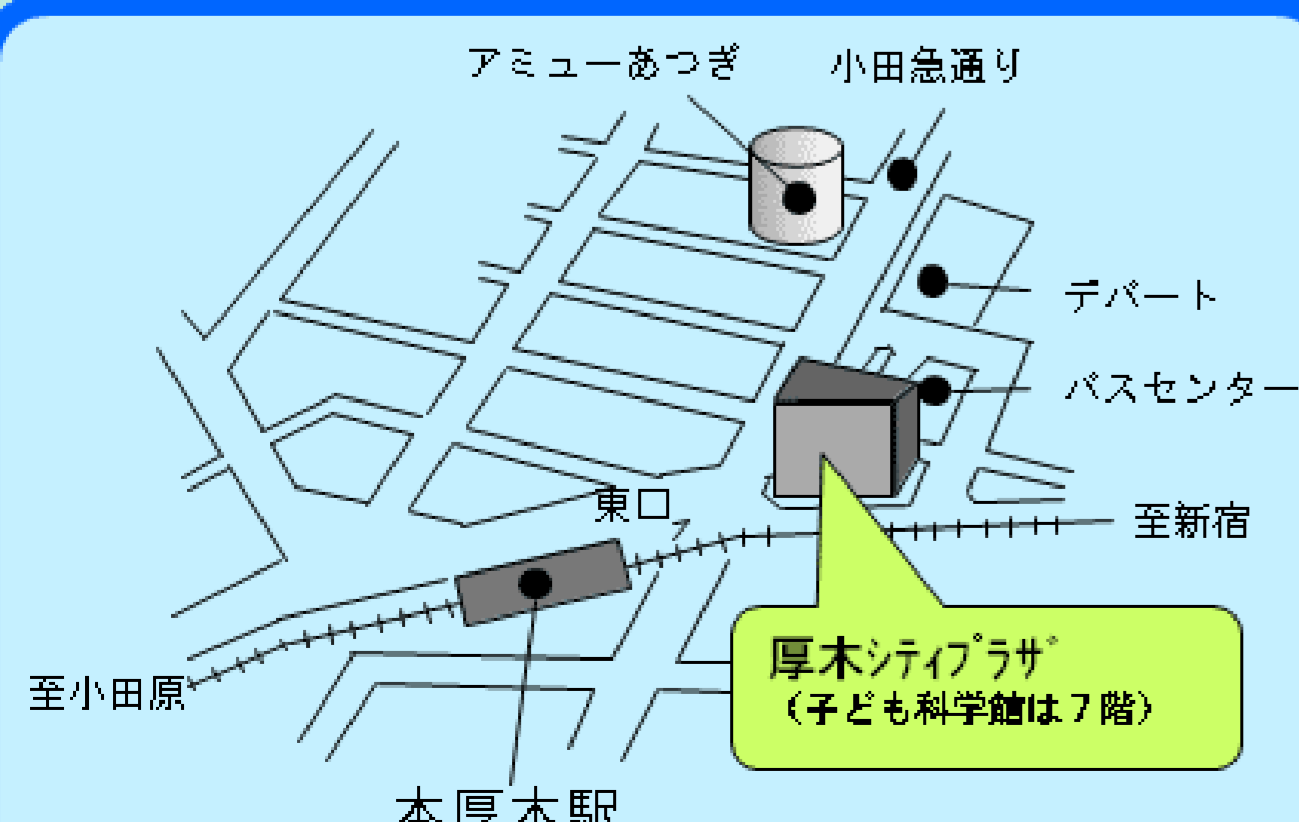 アミューあつぎ
小田急通り
デパート
バスセンター
東口
至新宿
厚木シティプラザ
（子ども科学館は７階）
至小田原
本厚木駅